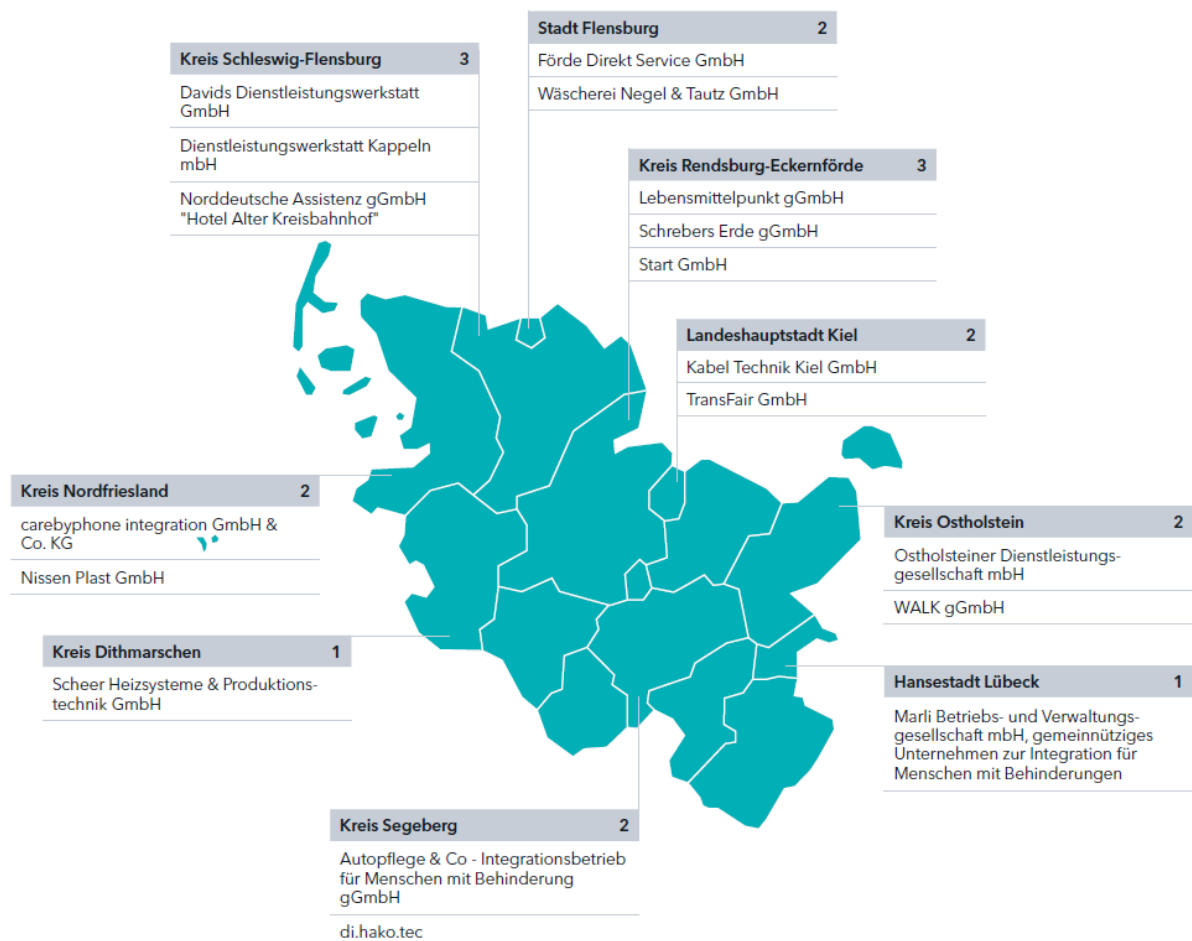 Stadt Flensburg 2
Förde Direkt Service GmbH
Wäscherei Negel & Tautz GmbH
Kreis Schleswig-Flensburg 3
Davids Dienstleistungswerkstatt
GmbH
Dienstleistungswerkstatt Kappeln
mbH
Norddeutsche Assistenz gGmbH
"Hotel Alter Kreisbahnhof"
Kreis Rendsburg-Eckernförde 3
Lebensmittelpunkt gGmbH
Schrebers Erde gGmbH
Start GmbH
Landeshauptstadt Kiel 2
Kabel Technik Kiel GmbH
TransFair GmbH
Kreis Nordfriesland 2
carebyphone integration GmbH &
Co. KG
Nissen Plast GmbH
Kreis Ostholstein 2
Ostholsteiner Dienstleistungs-
gesellschaft mbH
WALK gGmbH
Kreis Dithmarschen 1
Scheer Heizsysteme & Produktions-
technik GmbH
Hansestadt Lübeck 1
Marli Betriebs- und Verwaltungs-
gesellschaft mbH, gemeinnütziges
Unternehmen zur Integration für
Menschen mit Behinderungen
Kreis Segeberg 2
Autopflege & Co - Integrationsbetrieb
für Menschen mit Behinderung
gGmbH
di.hako.tec